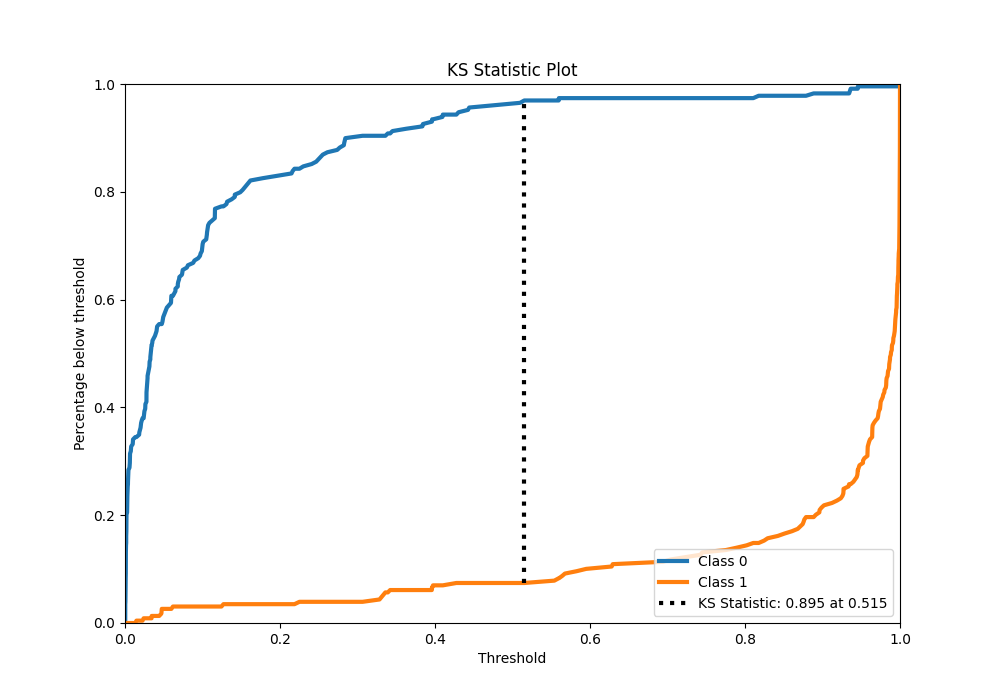 KS Statistic Plot
1.0
0.8
0.6
0.4
0.2
0.0
Percentage below threshold
0.0 0.2 0.4 0.6 0.8 1.0
Threshold
Class 0
Class 1
KS Statistic: 0.895 at 0.515